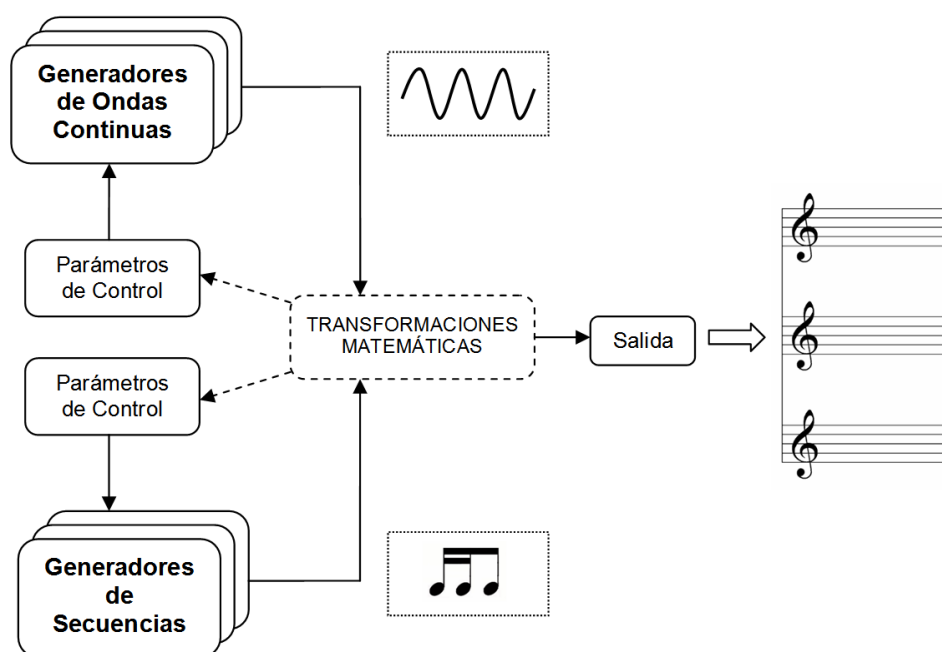 Generadores
de Ondas
Continuas
Parámetros
de Control
TRANSFORMACIONES
MATEMÁTICAS
Salida
Parámetros
de Control
Generadores
de
Secuencias